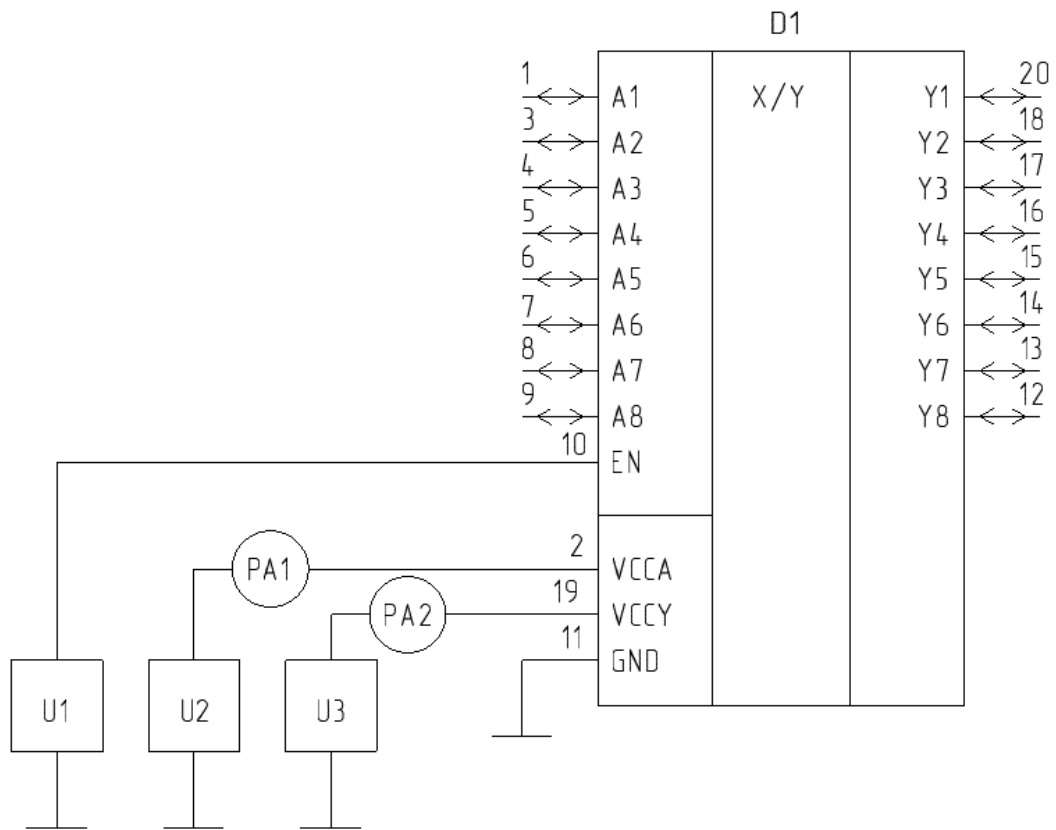 D1
1 A1 X/Y Y1 20
3 A2 Y2 18
4 A3 Y3 17
5 A4 Y4 16
6 A5 Y5 15
7 A6 Y6 14
8 A7 Y7 13
9 A8 Y8 12
10 EN
PA1 2 VCCA
PA2 19 VCCY
11 GND
U1 U2 U3